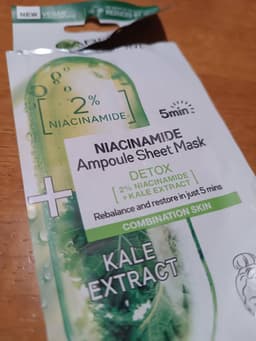 NEW
2%
[NIACINAMIDE]
5min
NIACINAMIDE
Ampoule Sheet Mask
DETOX
[2% NIACINAMIDE
+ KALE EXTRACT]
Rebalance and restore in just 5 mins
COMBINATION SKIN
+
KALE
EXTRACT